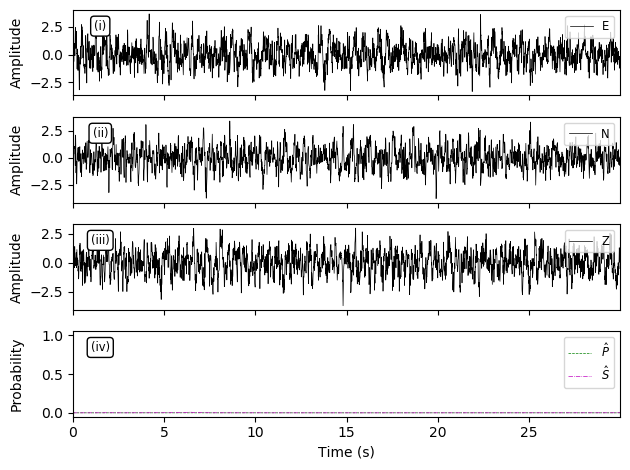 Amplitude
2.5
0.0
−2.5
(i)
E
Amplitude
2.5
0.0
−2.5
(ii)
N
Amplitude
2.5
0.0
−2.5
(iii)
Z
Probability
1.0
0.5
0.0
(iv)
P̂
Ŝ
0 5 10 15 20 25
Time (s)